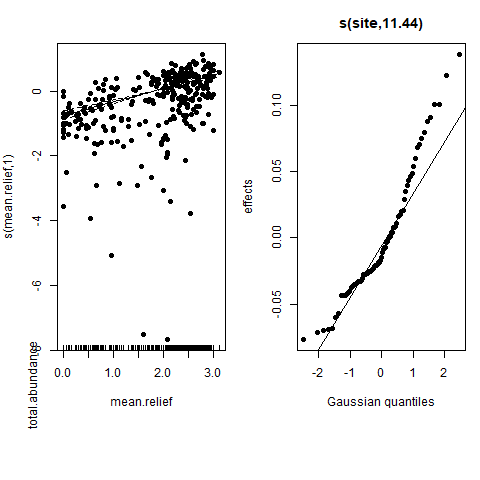 s(site,11.44)
s(mean.relief,1)
0
-2
-4
-6
-8
total.abundance
0.0 1.0 2.0 3.0
mean.relief
effects
0.10
0.05
0.00
-0.05
-2 -1 0 1 2
Gaussian quantiles